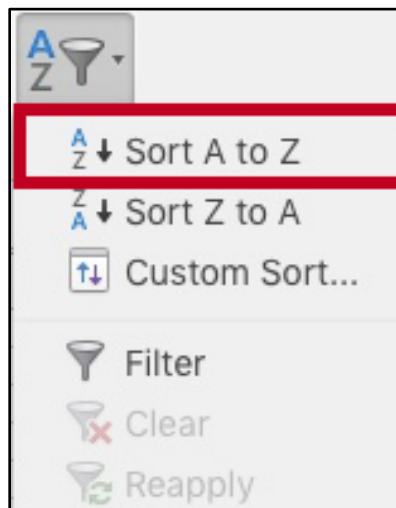 A
Z
Sort A to Z
Sort Z to A
Custom Sort...
Filter
Clear
Reapply